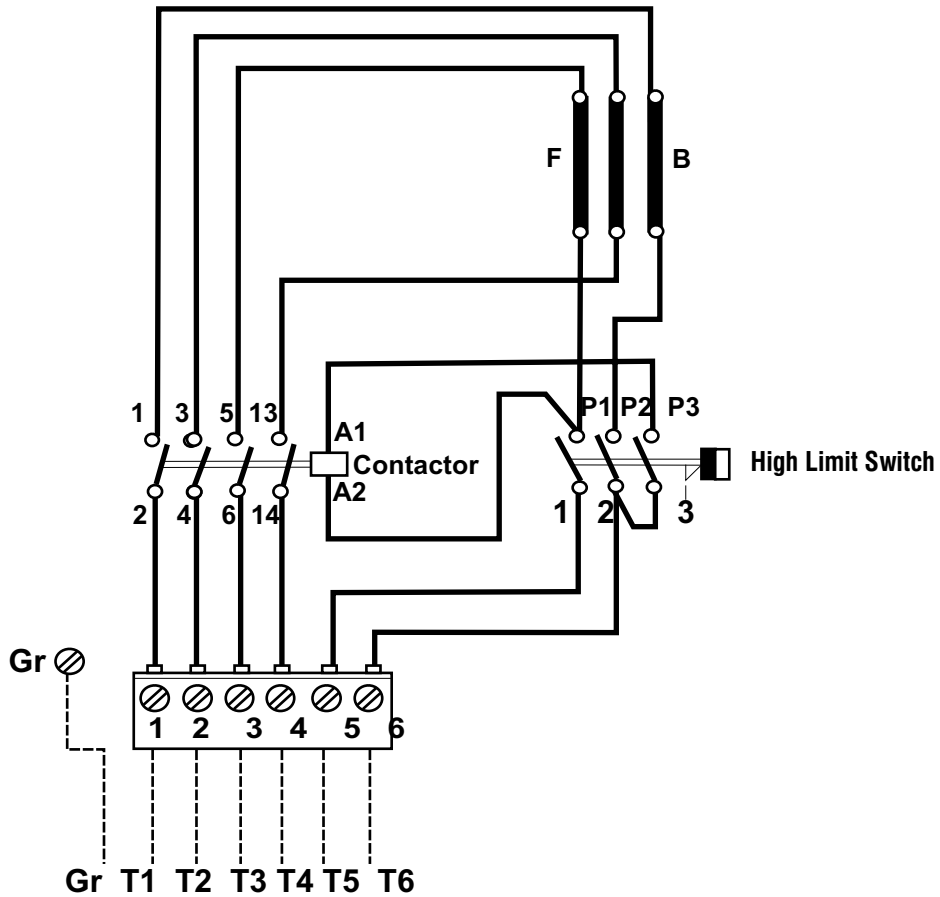 F B
1 3 5 13
P1 P2 P3
A1
Contactor
High Limit Switch
A2
2 4 6 14
1 2 3
Gr
1 2 3 4 5 6
Gr T1 T2 T3 T4 T5 T6